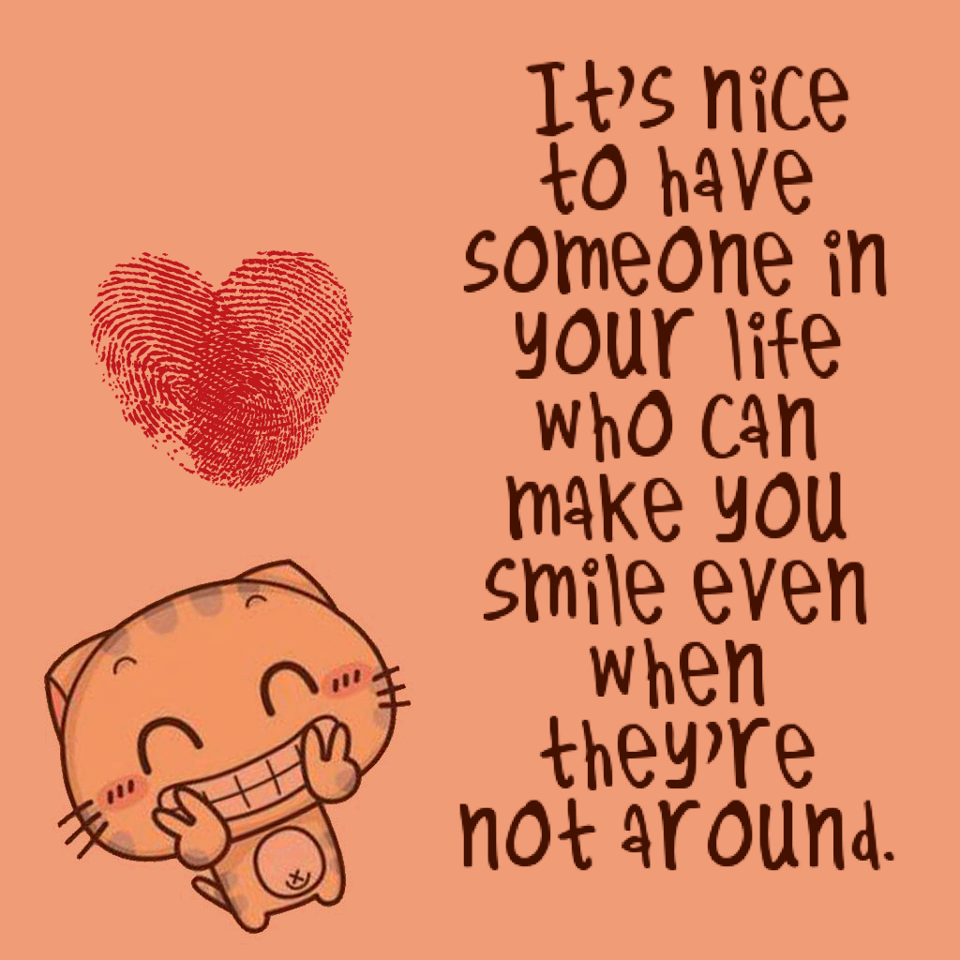 It's nice
to have
someone in
your life
who can
make you
smile even
when
they're
not around.